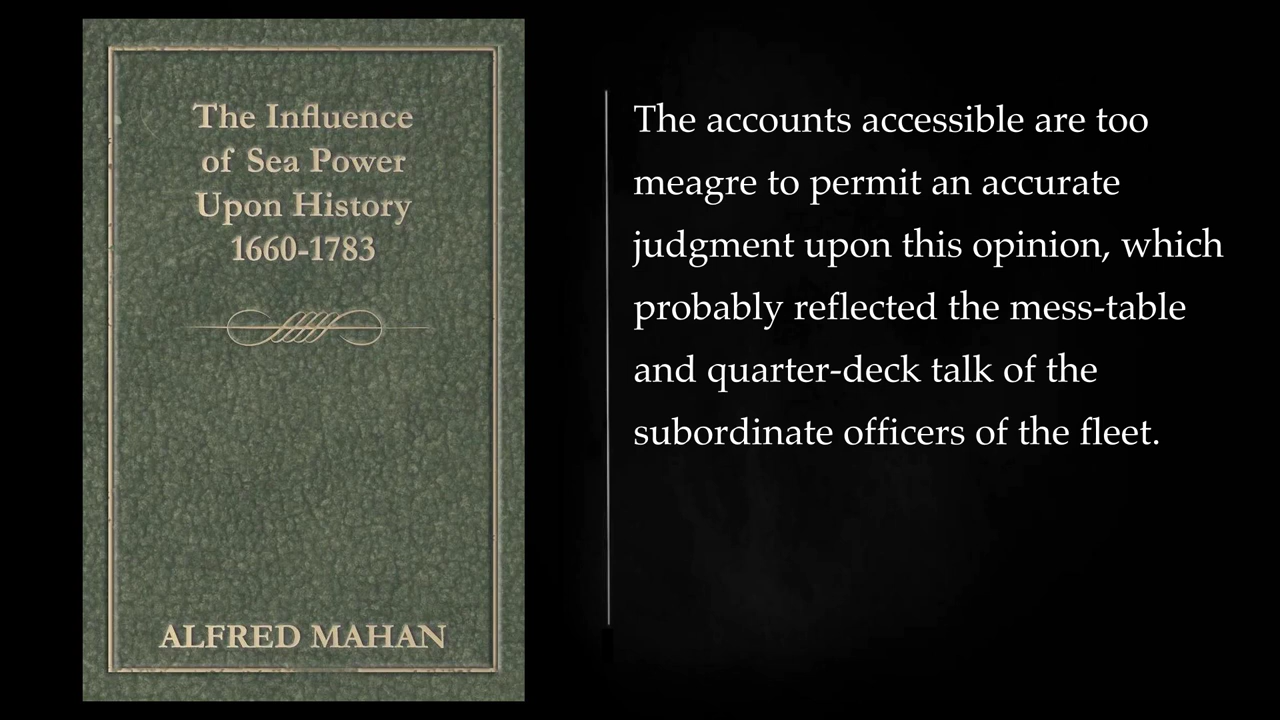 The Influence
of Sea Power
Upon History
1660-1783
ALFRED MAHAN
The accounts accessible are too
meagre to permit an accurate
judgment upon this opinion, which
probably reflected the mess-table
and quarter-deck talk of the
subordinate officers of the fleet.